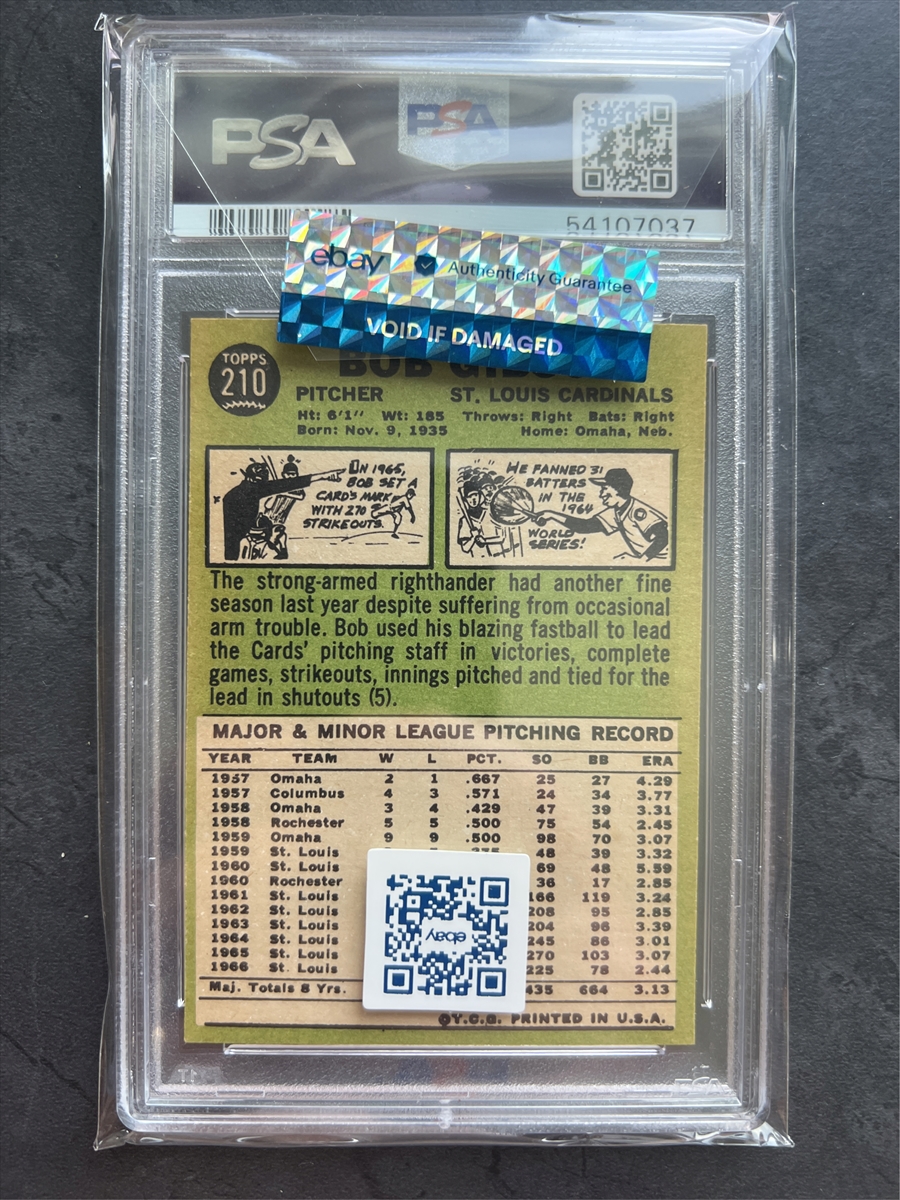 PSA PSA
54107037
ebay Authenticity Guarantee
VOID IF DAMAGED
TOPPS
210
BOB
PITCHER ST. LOUIS CARDINALS
Ht: 6'1" Wt: 185 Throws: Right Bats: Right
Born: Nov. 9, 1935 Home: Omaha, Neb.
ON 1965,
BOB SET A
CARD'S MARK
WITH 270
STRIKEOUTS.
HE FANNED 31
BATTERS
IN THE
1964
WORLD
SERIES!
The strong-armed righthander had another fine
season last year despite suffering from occasional
arm trouble. Bob used his blazing fastball to lead
the Cards' pitching staff in victories, complete
games, strikeouts, innings pitched and tied for the
lead in shutouts (5).
MAJOR & MINOR LEAGUE PITCHING RECORD
YEAR TEAM W L PCT. SO BB ERA
1957 Omaha 2 1 .667 25 27 4.29
1957 Columbus 4 3 .571 24 34 3.77
1958 Omaha 3 4 .429 47 39 3.31
1958 Rochester 5 5 .500 75 54 2.45
1959 Omaha 9 9 .500 98 70 3.07
1959 St. Louis 48 39 3.32
1960 St. Louis 69 48 5.59
1960 Rochester 36 17 2.85
1961 St. Louis 166 119 3.24
1962 St. Louis 208 95 2.85
1963 St. Louis 204 96 3.39
1964 St. Louis 245 86 3.01
1965 St. Louis 270 103 3.07
1966 St. Louis 225 78 2.44
Maj. Totals 8 Yrs. 435 664 3.13
ebay
©T.C.G. PRINTED IN U.S.A.
PSA